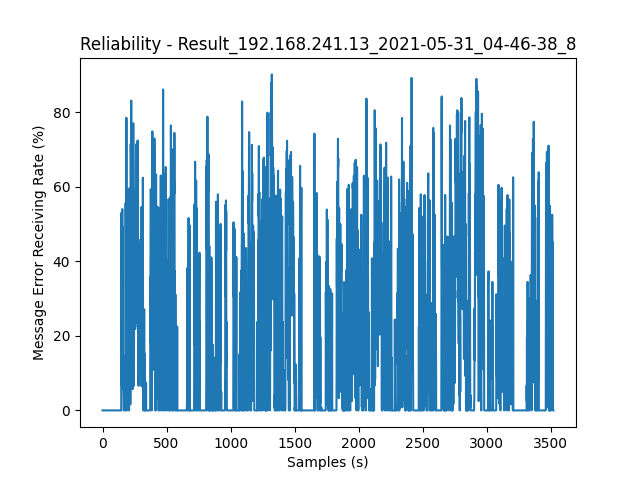 Reliability - Result_192.168.241.13_2021-05-31_04-46-38_8
Message Error Receiving Rate (%)
80
60
40
20
0
0 500 1000 1500 2000 2500 3000 3500
Samples (s)